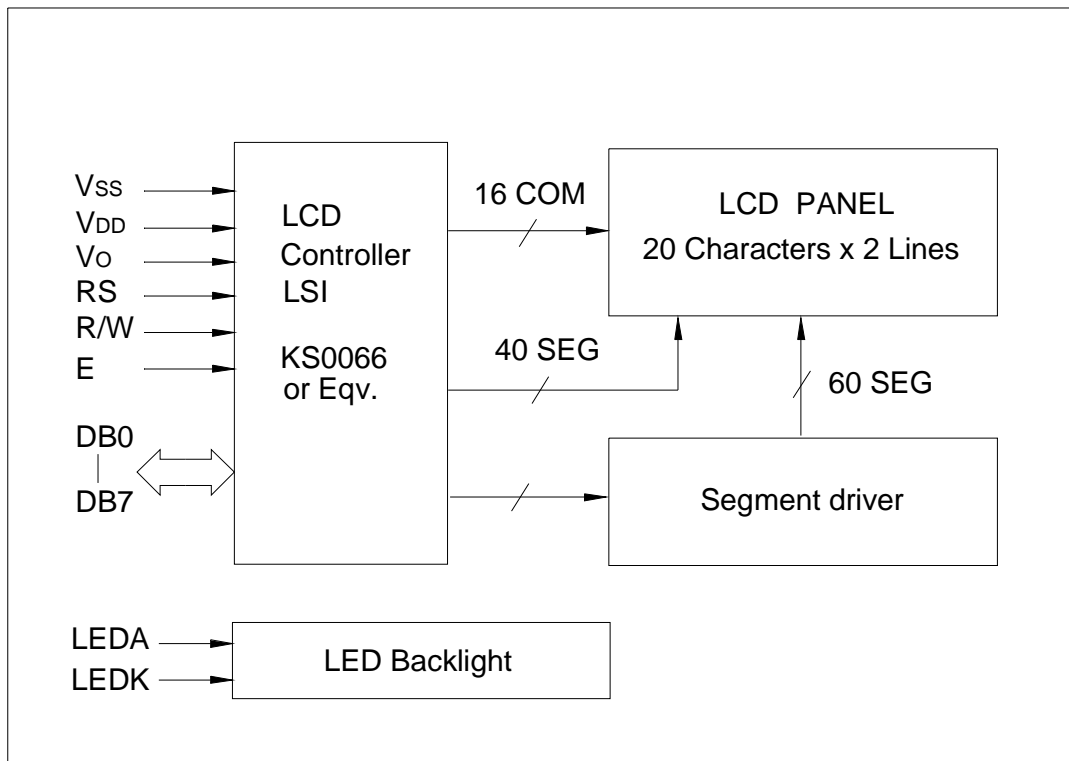 VSS
VDD
VO
RS
R/W
E
DB0
DB7
LCD
Controller
LSI
KS0066
or Eqv.
16 COM
40 SEG
LCD PANEL
20 Characters x 2 Lines
60 SEG
Segment driver
LEDA
LEDK
LED Backlight